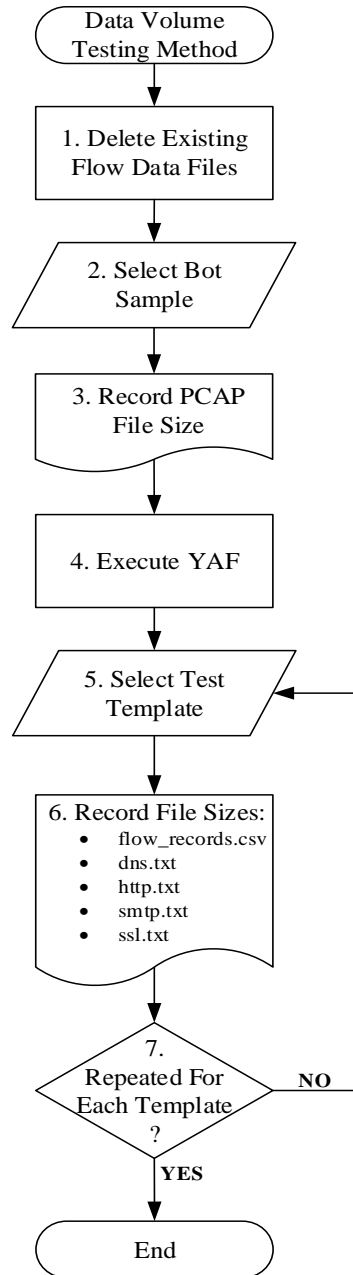 Data Volume
Testing Method
1. Delete Existing
Flow Data Files
2. Select Bot
Sample
3. Record PCAP
File Size
4. Execute YAF
5. Select Test
Template
6. Record File Sizes:
• flow_records.csv
• dns.txt
• http.txt
• smtp.txt
• ssl.txt
7.
Repeated For
Each Template
?
NO
YES
End